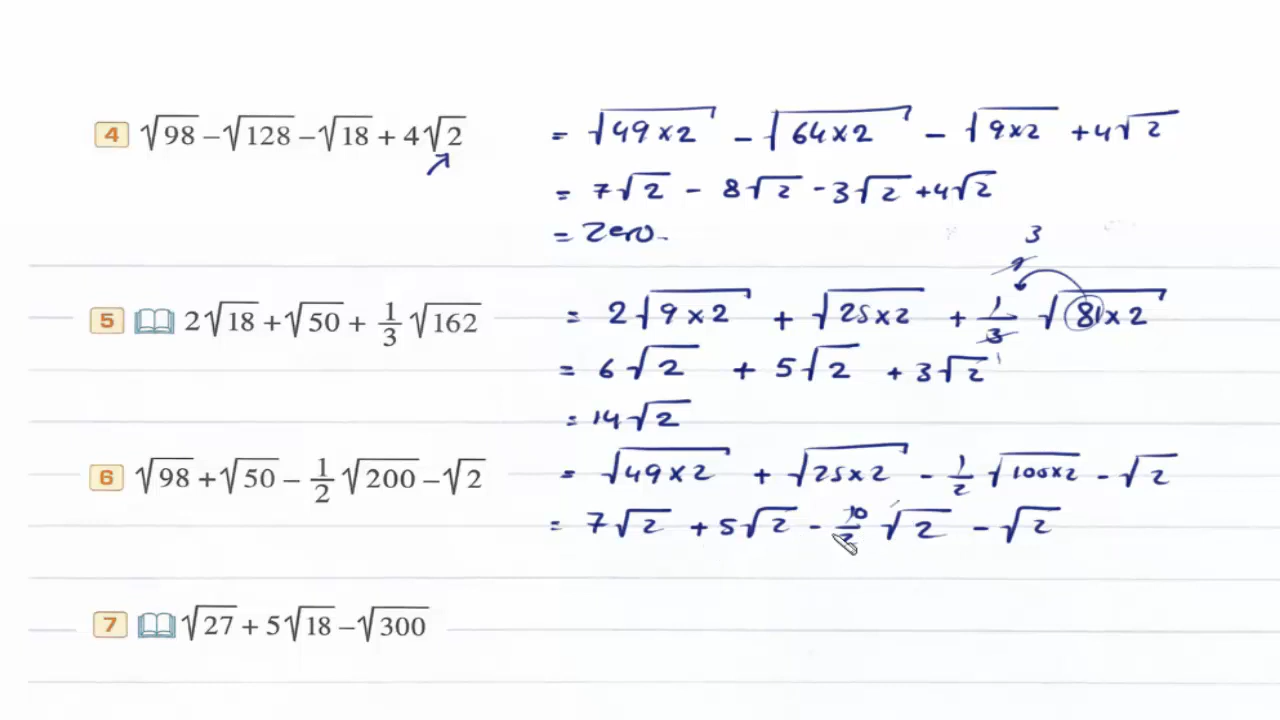 4 √98 – √128 – √18 + 4√2 = √49×2 - √64×2 - √9×2 + 4√2
= 7√2 - 8√2 - 3√2 + 4√2
= Zero.
3
5 2√18 + √50 + 1/3 √162 = 2√9×2 + √25×2 + 1/3 √81×2
= 6√2 + 5√2 + 3√2
= 14√2
6 √98 + √50 – 1/2 √200 – √2 = √49×2 + √25×2 - 1/2 √100×2 - √2
= 7√2 + 5√2 - 10/2 √2 - √2
7 √27 + 5√18 – √300